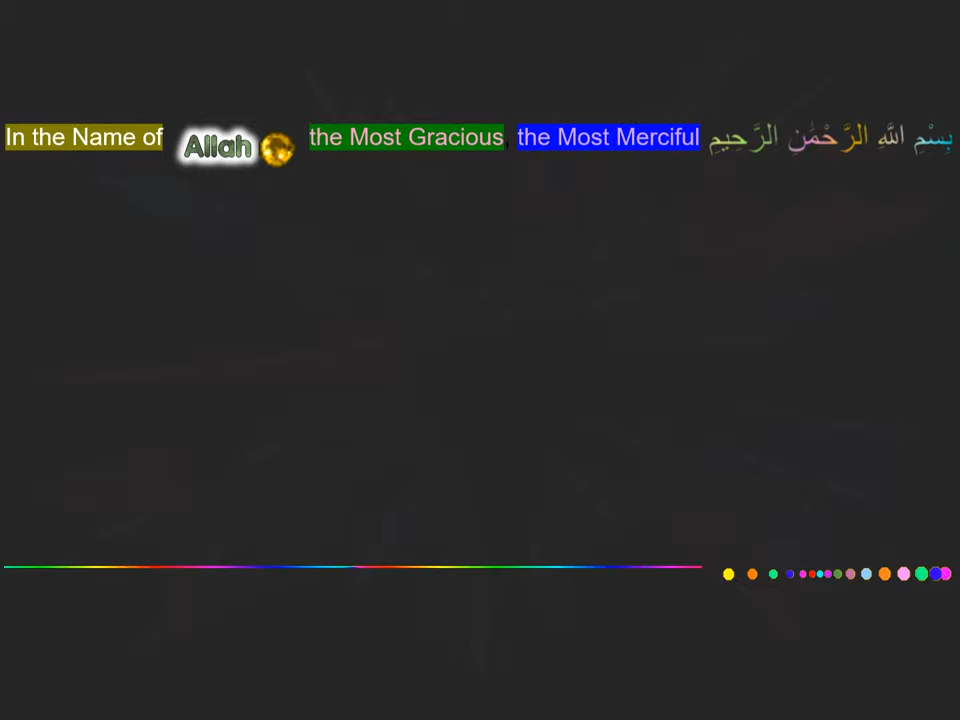 In the Name of Allah the Most Gracious, the Most Merciful بِسْمِ اللَّهِ الرَّحْمَٰنِ الرَّحِيمِ